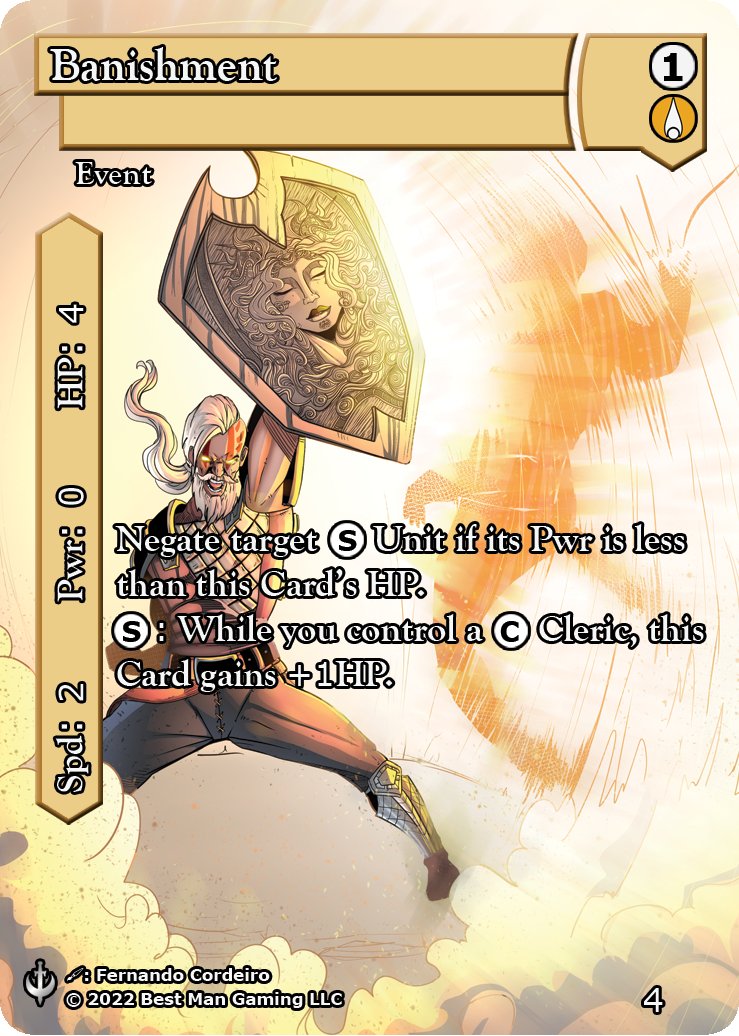 Banishment
1
Event
HP: 4
Pwr: 0
Spd: 2
Negate target Ⓢ Unit if its Pwr is less
than this Card's HP.
Ⓢ: While you control a Ⓒ Cleric, this
Card gains +1HP.
🖌: Fernando Cordeiro
© 2022 Best Man Gaming LLC
4